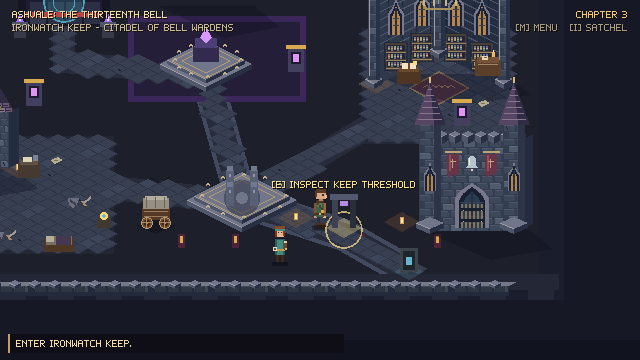 ASHVALE: THE THIRTEENTH BELL
IRONWATCH KEEP - CITADEL OF BELL WARDENS
CHAPTER 3
[M] MENU [I] SATCHEL
[E] INSPECT KEEP THRESHOLD
ENTER IRONWATCH KEEP.